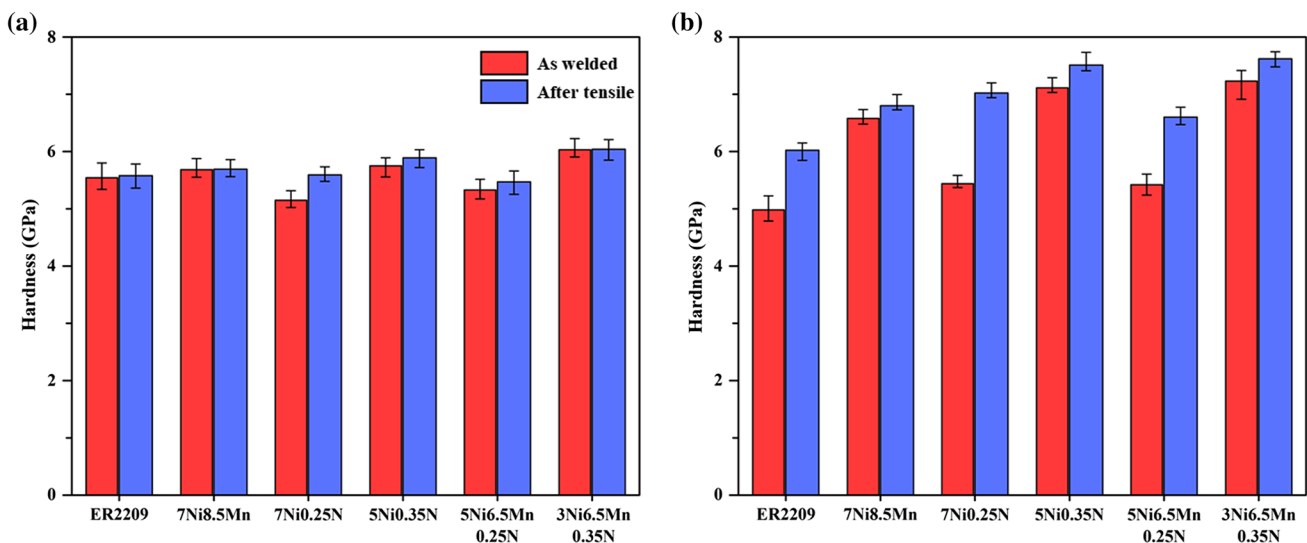 (a)
8
6
4
2
0
Hardness (GPa)
As welded
After tensile
ER2209
7Ni8.5Mn
7Ni0.25N
5Ni0.35N
5Ni6.5Mn
0.25N
3Ni6.5Mn
0.35N
(b)
8
6
4
2
0
Hardness (GPa)
ER2209
7Ni8.5Mn
7Ni0.25N
5Ni0.35N
5Ni6.5Mn
0.25N
3Ni6.5Mn
0.35N